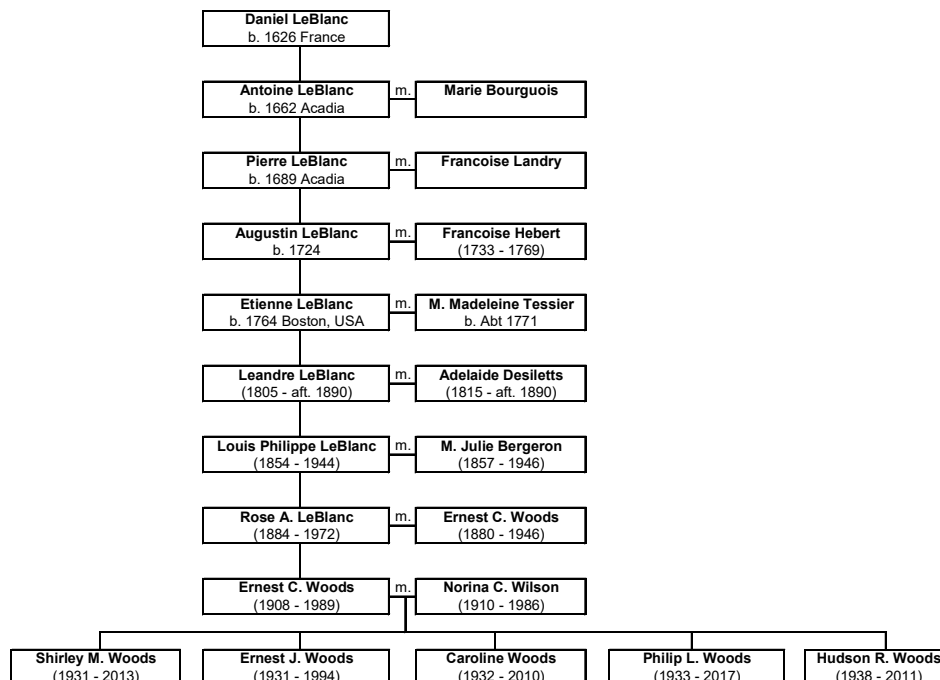 Daniel LeBlanc
b. 1626 France
Antoine LeBlanc
b. 1662 Acadia
m.
Marie Bourguois
Pierre LeBlanc
b. 1689 Acadia
m.
Francoise Landry
Augustin LeBlanc
b. 1724
m.
Francoise Hebert
(1733 - 1769)
Etienne LeBlanc
b. 1764 Boston, USA
m.
M. Madeleine Tessier
b. Abt 1771
Leandre LeBlanc
(1805 - aft. 1890)
m.
Adelaide Desiletts
(1815 - aft. 1890)
Louis Philippe LeBlanc
(1854 - 1944)
m.
M. Julie Bergeron
(1857 - 1946)
Rose A. LeBlanc
(1884 - 1972)
m.
Ernest C. Woods
(1880 - 1946)
Ernest C. Woods
(1908 - 1989)
m.
Norina C. Wilson
(1910 - 1986)
Shirley M. Woods
(1931 - 2013)
Ernest J. Woods
(1931 - 1994)
Caroline Woods
(1932 - 2010)
Philip L. Woods
(1933 - 2017)
Hudson R. Woods
(1938 - 2011)